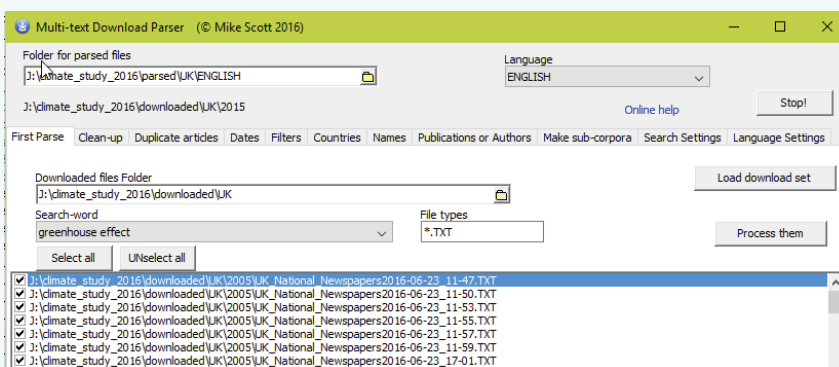 Multi-text Download Parser (© Mike Scott 2016)
Folder for parsed files
Language
J:\climate_study_2016\parsed\UK\ENGLISH
ENGLISH
J:\climate_study_2016\downloaded\UK\2015
Online help
Stop!
First Parse Clean-up Duplicate articles Dates Filters Countries Names Publications or Authors Make sub-corpora Search Settings Language Settings
Downloaded files Folder
Load download set
J:\climate_study_2016\downloaded\UK
Search-word
File types
greenhouse effect
*.TXT
Process them
Select all
UNselect all
J:\climate_study_2016\downloaded\UK\2005\UK_National_Newspapers2016-06-23_11-47.TXT
J:\climate_study_2016\downloaded\UK\2005\UK_National_Newspapers2016-06-23_11-50.TXT
J:\climate_study_2016\downloaded\UK\2005\UK_National_Newspapers2016-06-23_11-53.TXT
J:\climate_study_2016\downloaded\UK\2005\UK_National_Newspapers2016-06-23_11-55.TXT
J:\climate_study_2016\downloaded\UK\2005\UK_National_Newspapers2016-06-23_11-57.TXT
J:\climate_study_2016\downloaded\UK\2005\UK_National_Newspapers2016-06-23_11-59.TXT
J:\climate_study_2016\downloaded\UK\2005\UK_National_Newspapers2016-06-23_17-01.TXT